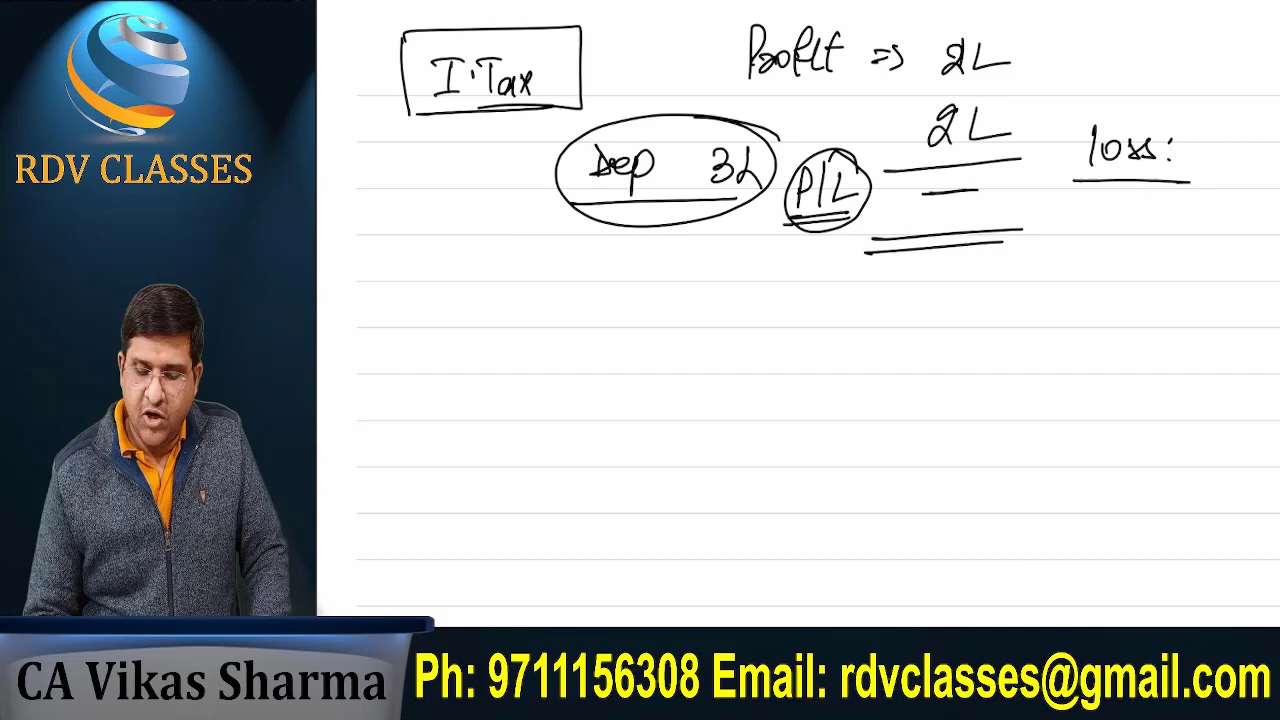 RDV CLASSES
I.Tax
Profit ⇒ 2L
Dep 3L
2L
P/L
loss:
CA Vikas Sharma
Ph: 9711156308 Email: rdvclasses@gmail.com